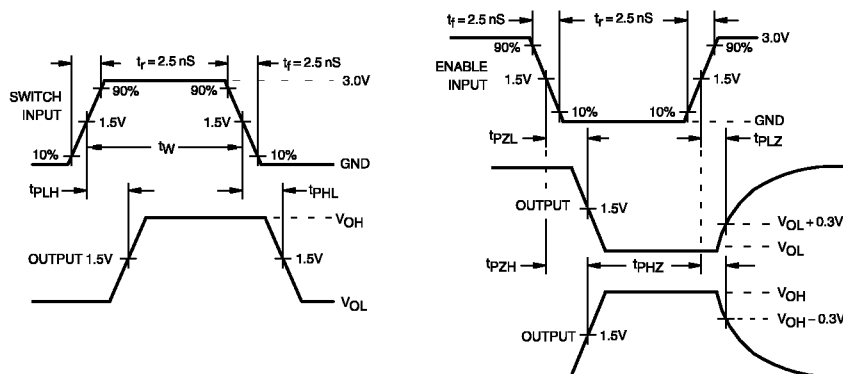 tr = 2.5 nS
tf = 2.5 nS
SWITCH
INPUT
90%
90%
3.0V
1.5V
1.5V
10%
tW
10%
GND
tPLH
tPHL
VOH
OUTPUT 1.5V
1.5V
VOL
tf = 2.5 nS
tr = 2.5 nS
3.0V
90%
90%
ENABLE
INPUT
1.5V
1.5V
10%
10%
GND
tPZL
tPLZ
OUTPUT
1.5V
VOL + 0.3V
VOL
tPZH
tPHZ
VOH
VOH – 0.3V
OUTPUT
1.5V